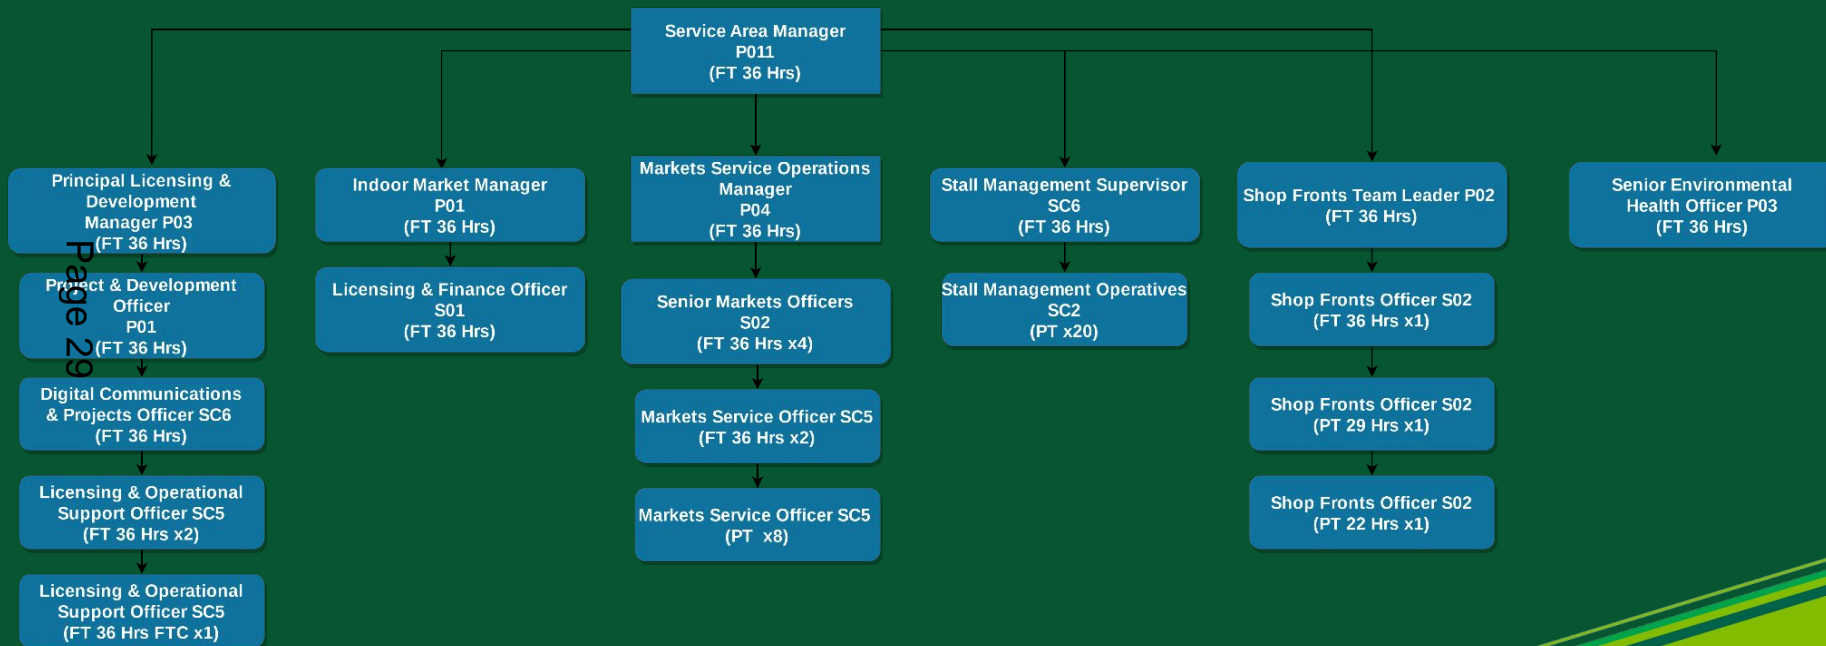 Service Area Manager
P011
(FT 36 Hrs)
Principal Licensing &
Development
Manager P03
(FT 36 Hrs)
Project & Development
Officer
P01
(FT 36 Hrs)
Digital Communications
& Projects Officer SC6
(FT 36 Hrs)
Licensing & Operational
Support Officer SC5
(FT 36 Hrs x2)
Licensing & Operational
Support Officer SC5
(FT 36 Hrs FTC x1)
Page 29
Indoor Market Manager
P01
(FT 36 Hrs)
Licensing & Finance Officer
S01
(FT 36 Hrs)
Markets Service Operations
Manager
P04
(FT 36 Hrs)
Senior Markets Officers
S02
(FT 36 Hrs x4)
Markets Service Officer SC5
(FT 36 Hrs x2)
Markets Service Officer SC5
(PT x8)
Stall Management Supervisor
SC6
(FT 36 Hrs)
Stall Management Operatives
SC2
(PT x20)
Shop Fronts Team Leader P02
(FT 36 Hrs)
Shop Fronts Officer S02
(FT 36 Hrs x1)
Shop Fronts Officer S02
(PT 29 Hrs x1)
Shop Fronts Officer S02
(PT 22 Hrs x1)
Senior Environmental
Health Officer P03
(FT 36 Hrs)